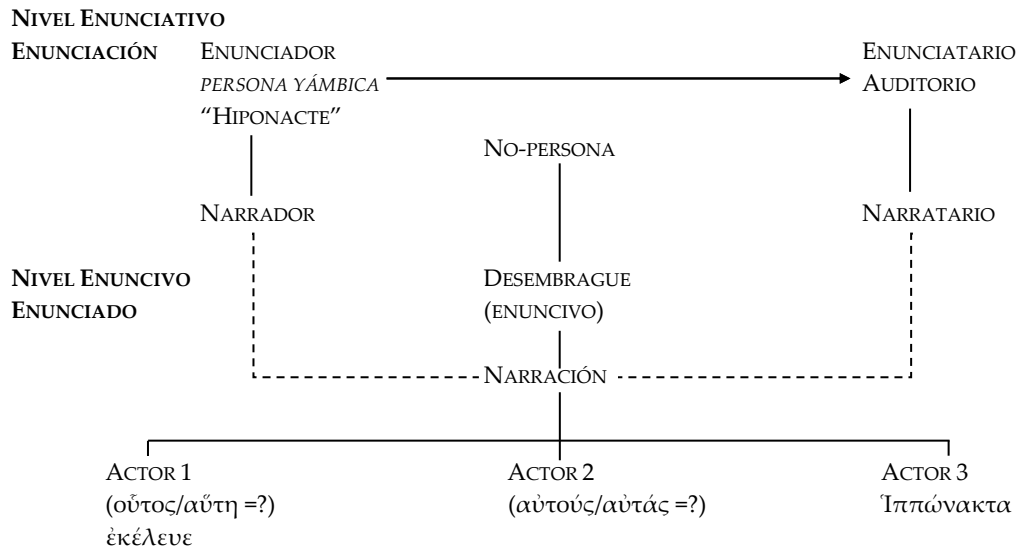 NIVEL ENUNCIATIVO
ENUNCIACIÓN ENUNCIADOR ENUNCIATARIO
PERSONA YÁMBICA AUDITORIO
“HIPONACTE”
NO-PERSONA
NARRADOR NARRATARIO
NIVEL ENUNCIVO DESEMBRAGUE
ENUNCIADO (ENUNCIVO)
NARRACIÓN
ACTOR 1 ACTOR 2 ACTOR 3
(οὗτος/αὕτη =?) (αὐτούς/αὐτάς =?) Ἱππώνακτα
ἐκέλευε